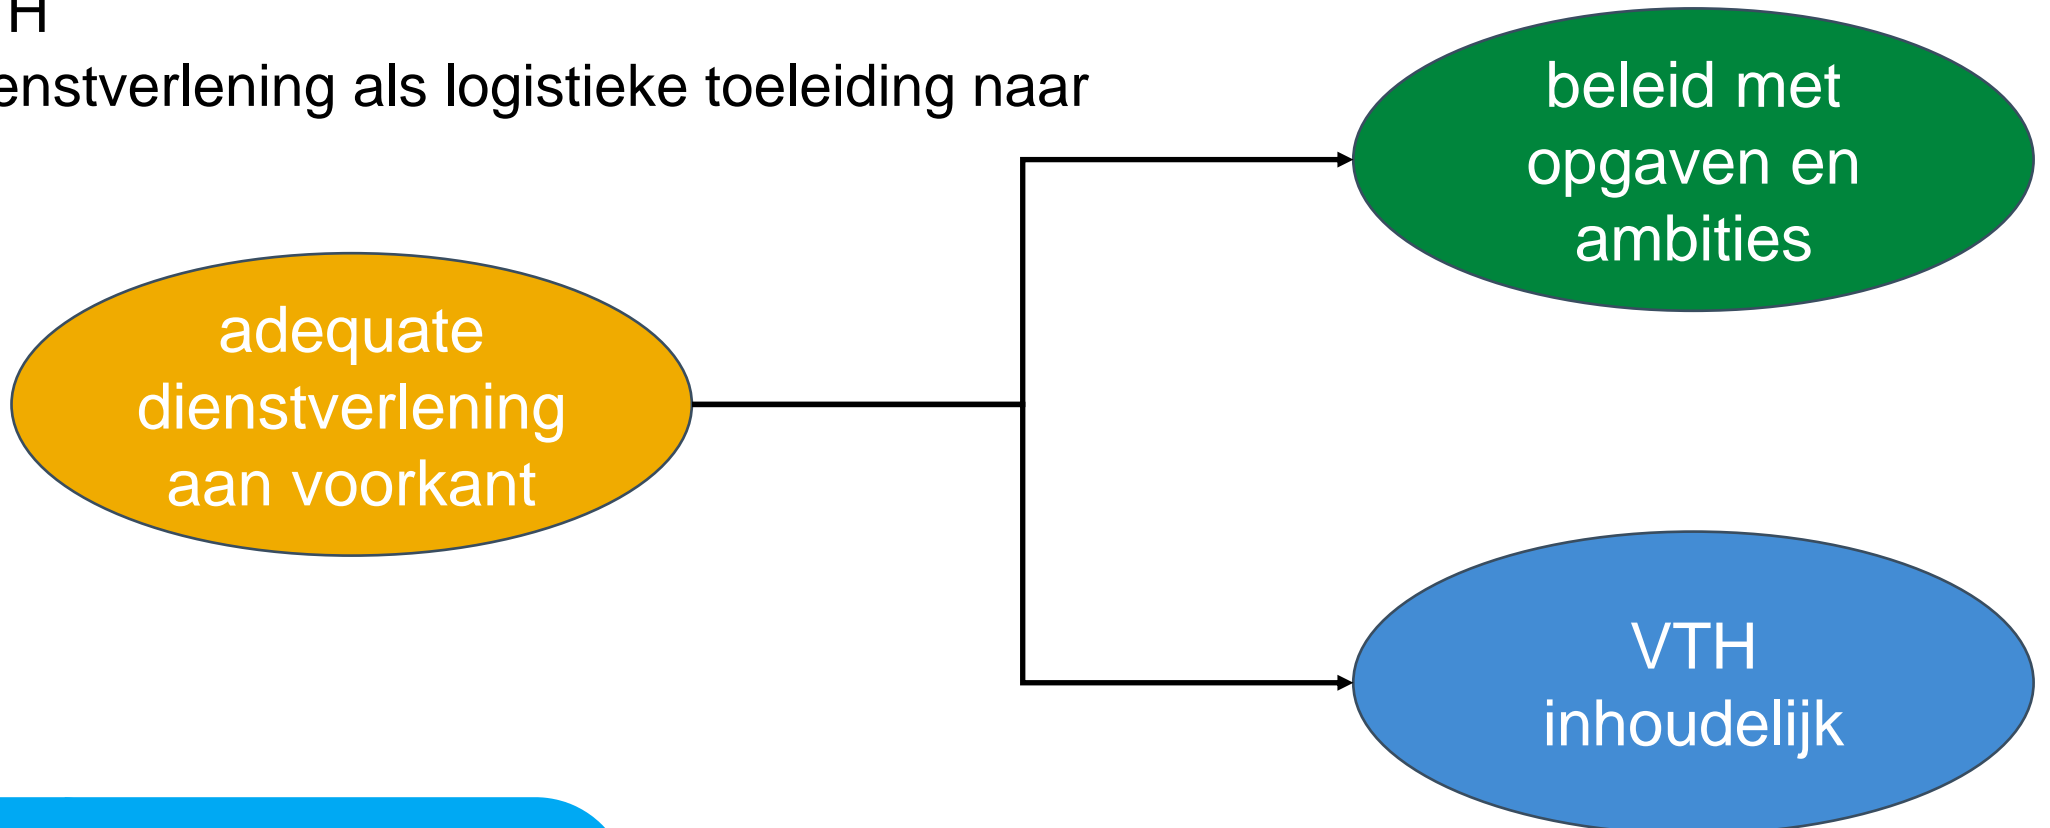 H
enstverlening als logistieke toeleiding naar
beleid met
opgaven en
ambities
adequate
dienstverlening
aan voorkant
VTH
inhoudelijk